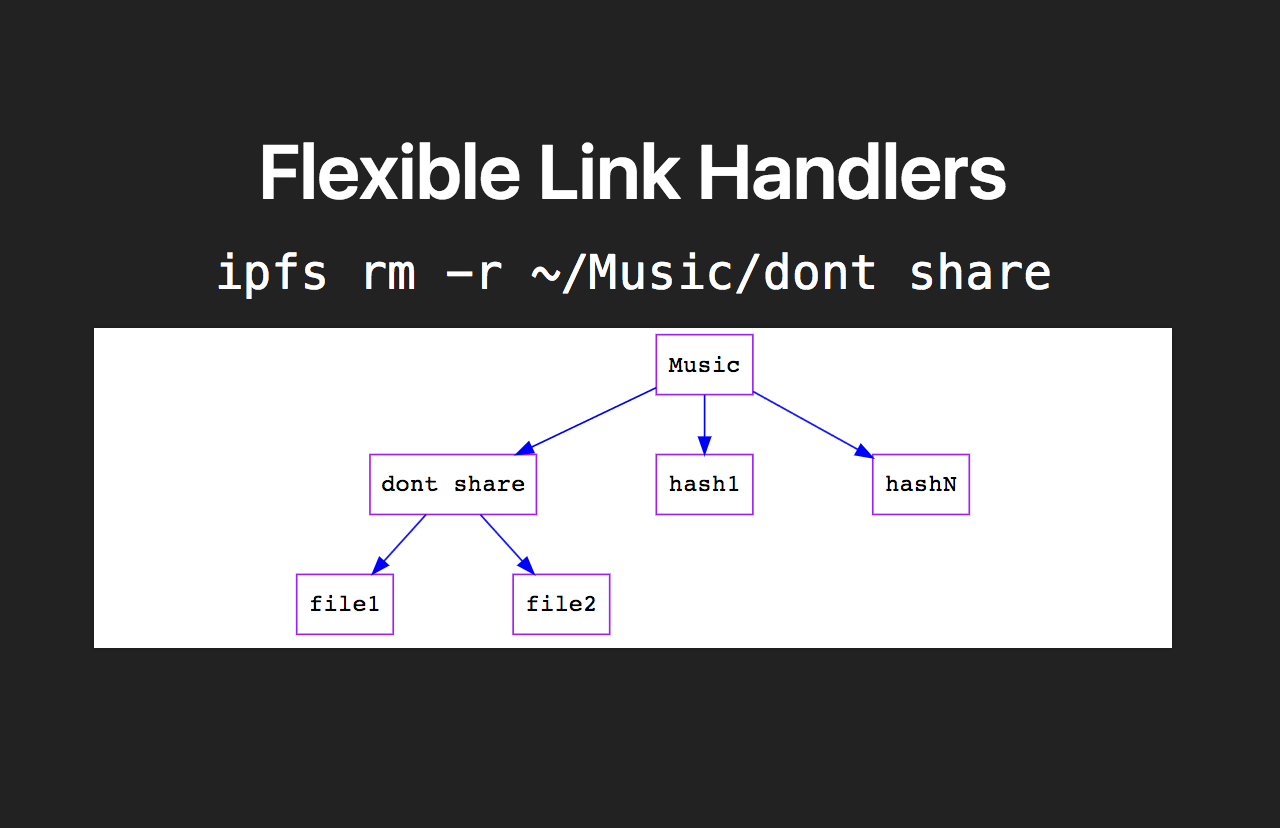 Flexible Link Handlers
ipfs rm -r ~/Music/dont share
Music
dont share
hash1
hashN
file1
file2